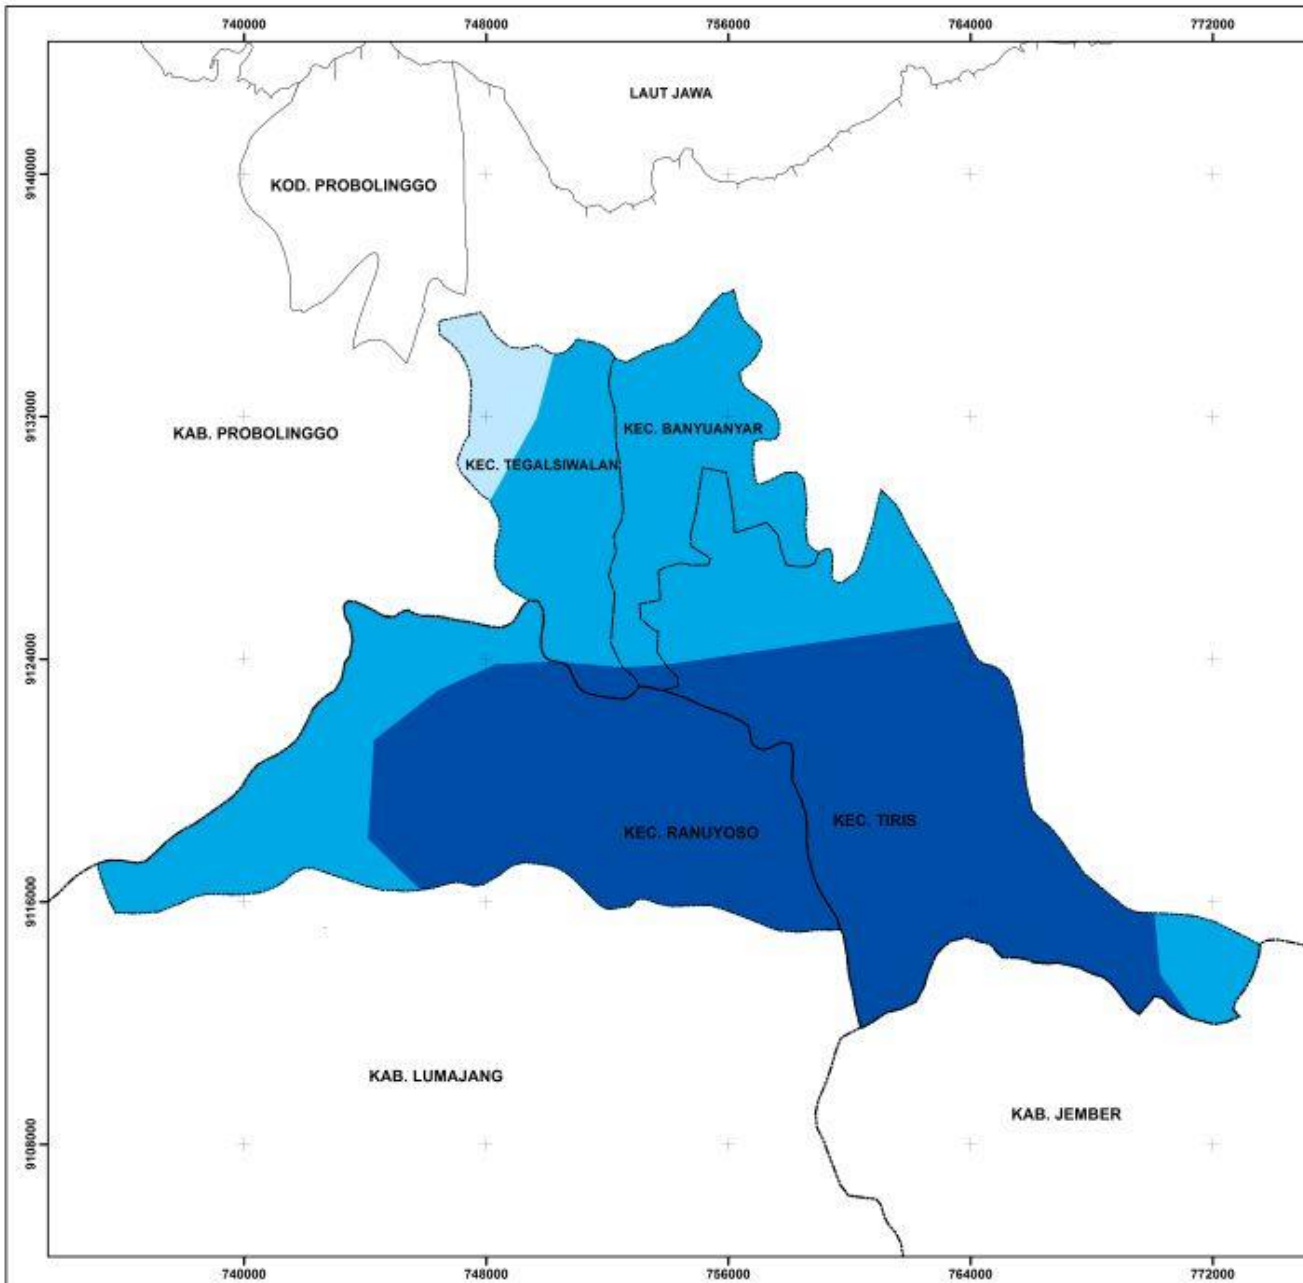 740000 748000 756000 764000 772000
LAUT JAWA
9140000
KOD. PROBOLINGGO
9132000
KAB. PROBOLINGGO
KEC. BANYUANYAR
KEC. TEGALSIWALAN
9124000
KEC. RANUYOSO
KEC. TIRIS
9116000
KAB. LUMAJANG
KAB. JEMBER
9108000
740000 748000 756000 764000 772000